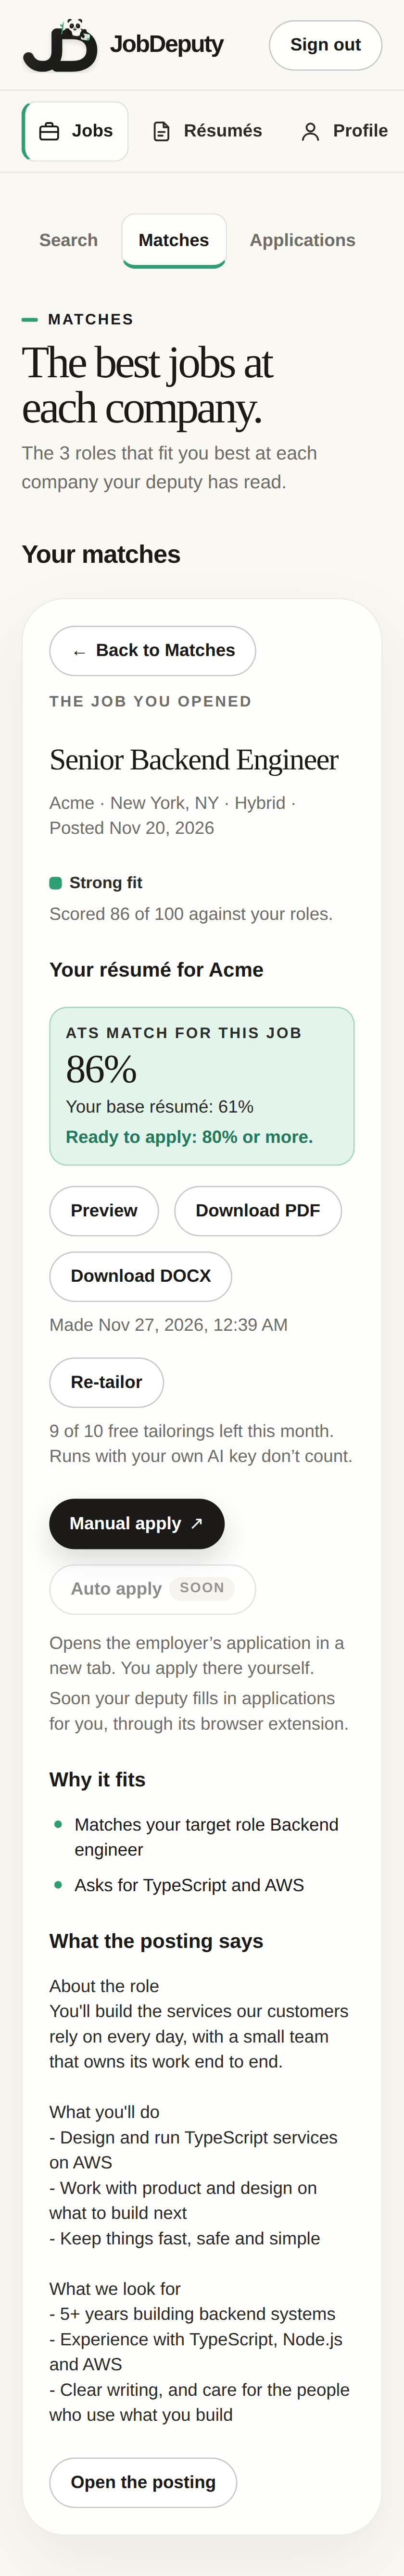 JD JobDeputy
Sign out
Jobs
Résumés
Profile
Search
Matches
Applications
MATCHES
The best jobs at
each company.
The 3 roles that fit you best at each
company your deputy has read.
Your matches
← Back to Matches
THE JOB YOU OPENED
Senior Backend Engineer
Acme · New York, NY · Hybrid ·
Posted Nov 20, 2026
Strong fit
Scored 86 of 100 against your roles.
Your résumé for Acme
ATS MATCH FOR THIS JOB
86%
Your base résumé: 61%
Ready to apply: 80% or more.
Preview
Download PDF
Download DOCX
Made Nov 27, 2026, 12:39 AM
Re-tailor
9 of 10 free tailorings left this month.
Runs with your own AI key don’t count.
Manual apply ↗
Auto apply SOON
Opens the employer’s application in a
new tab. You apply there yourself.
Soon your deputy fills in applications
for you, through its browser extension.
Why it fits
Matches your target role Backend
engineer
Asks for TypeScript and AWS
What the posting says
About the role
You'll build the services our customers
rely on every day, with a small team
that owns its work end to end.
What you'll do
- Design and run TypeScript services
on AWS
- Work with product and design on
what to build next
- Keep things fast, safe and simple
What we look for
- 5+ years building backend systems
- Experience with TypeScript, Node.js
and AWS
- Clear writing, and care for the people
who use what you build
Open the posting